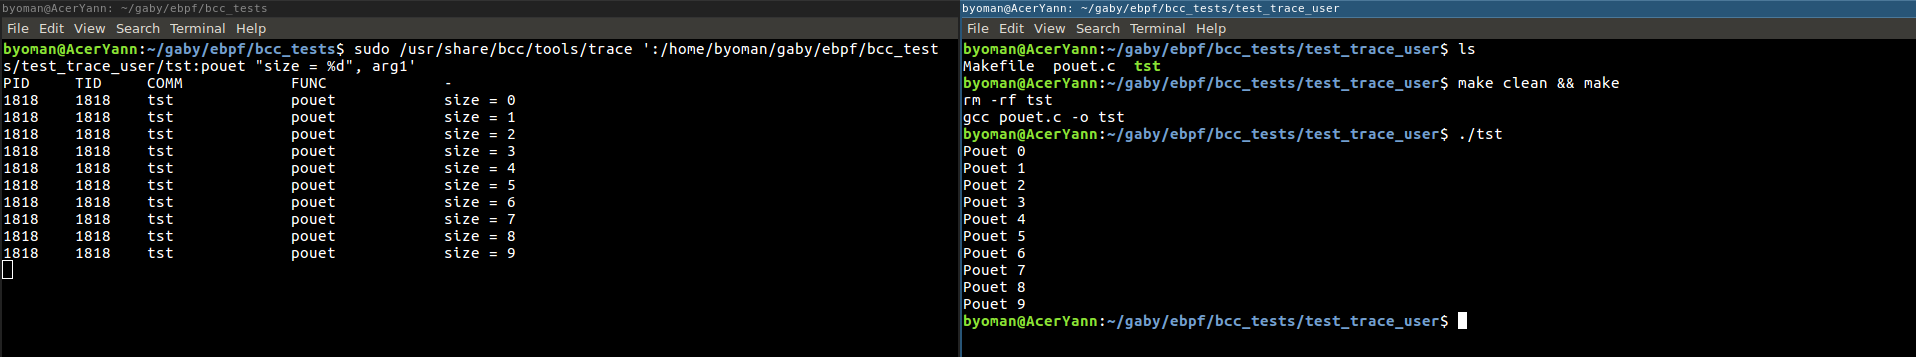 byoman@AcerYann: ~/gaby/ebpf/bcc_tests
File Edit View Search Terminal Help
byoman@AcerYann:~/gaby/ebpf/bcc_tests$ sudo /usr/share/bcc/tools/trace ':/home/byoman/gaby/ebpf/bcc_test
s/test_trace_user/tst:pouet "size = %d", arg1'
PID TID COMM FUNC -
1818 1818 tst pouet size = 0
1818 1818 tst pouet size = 1
1818 1818 tst pouet size = 2
1818 1818 tst pouet size = 3
1818 1818 tst pouet size = 4
1818 1818 tst pouet size = 5
1818 1818 tst pouet size = 6
1818 1818 tst pouet size = 7
1818 1818 tst pouet size = 8
1818 1818 tst pouet size = 9
byoman@AcerYann: ~/gaby/ebpf/bcc_tests/test_trace_user
File Edit View Search Terminal Help
byoman@AcerYann:~/gaby/ebpf/bcc_tests/test_trace_user$ ls
Makefile pouet.c tst
byoman@AcerYann:~/gaby/ebpf/bcc_tests/test_trace_user$ make clean && make
rm -rf tst
gcc pouet.c -o tst
byoman@AcerYann:~/gaby/ebpf/bcc_tests/test_trace_user$ ./tst
Pouet 0
Pouet 1
Pouet 2
Pouet 3
Pouet 4
Pouet 5
Pouet 6
Pouet 7
Pouet 8
Pouet 9
byoman@AcerYann:~/gaby/ebpf/bcc_tests/test_trace_user$